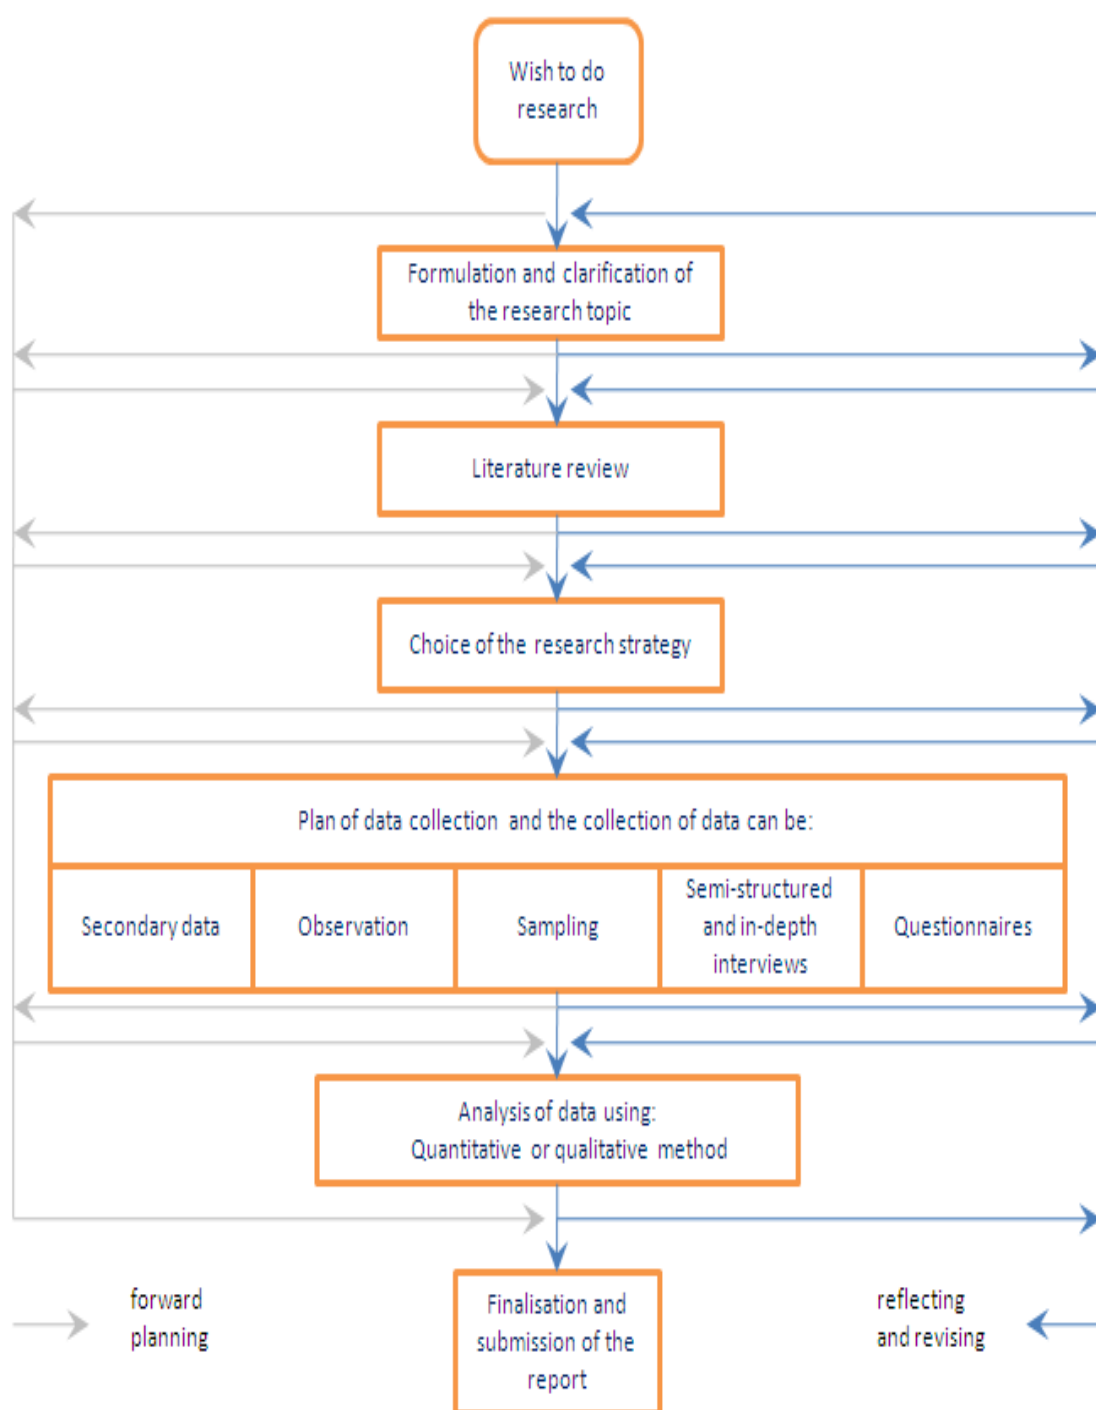 Wish to do
research
Formulation and clarification of
the research topic
Literature review
Choice of the research strategy
Plan of data collection and the collection of data can be:
Secondary data
Observation
Sampling
Semi-structured
and in-depth
interviews
Questionnaires
Analysis of data using:
Quantitative or qualitative method
forward
planning
Finalisation and
submission of the
report
reflecting
and revising